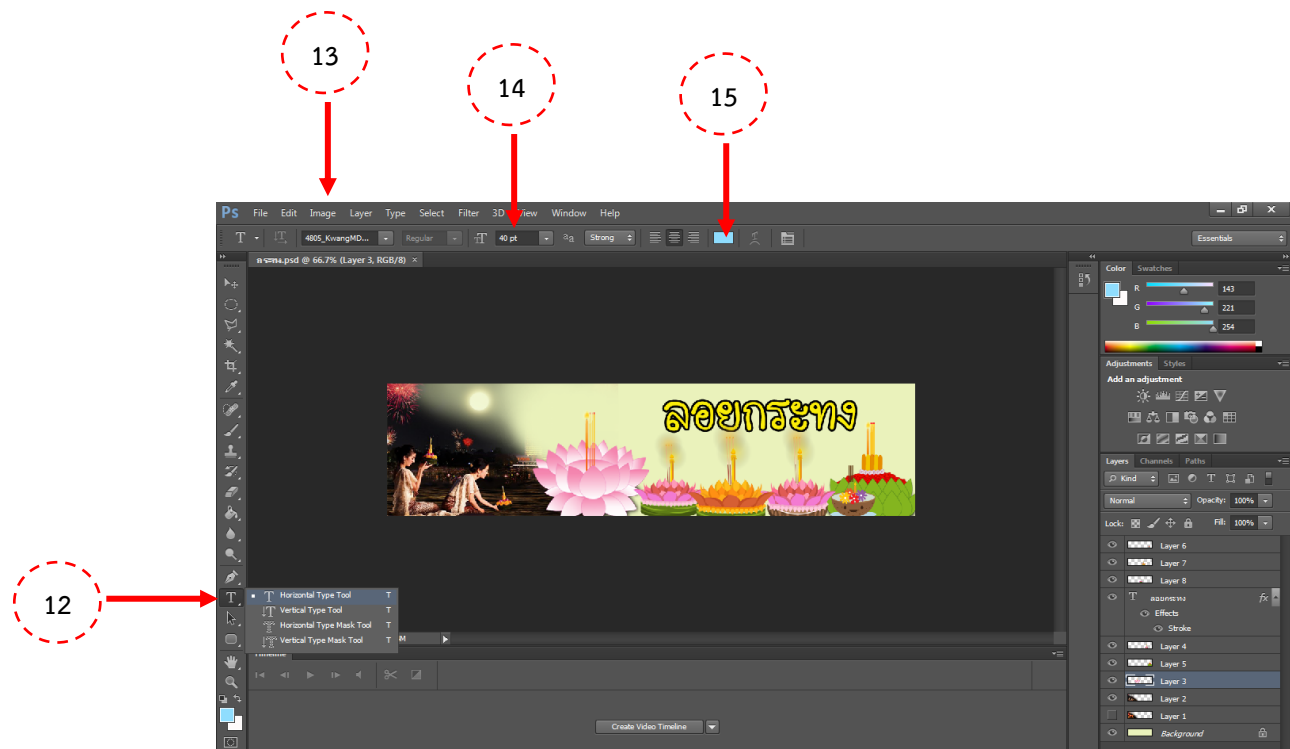 13
14
15
Ps File Edit Image Layer Type Select Filter 3D View Window Help
T 4805_KwangMD... Regular 40 pt Strong Essentials
กระทง.psd @ 66.7% (Layer 3, RGB/8) ×
Color Swatches
R 143
G 221
B 254
Adjustments Styles
Add an adjustment
ลอยกระทง
Layers Channels Paths
Kind
Normal Opacity: 100%
Lock: Fill: 100%
Layer 6
Layer 7
Layer 8
T ลอยกระทง fx
Effects
Stroke
Layer 4
Layer 5
Layer 3
Layer 2
Layer 1
Background
12
T Horizontal Type Tool T
T Vertical Type Tool T
T Horizontal Type Mask Tool T
T Vertical Type Mask Tool T
M
Timeline
Create Video Timeline